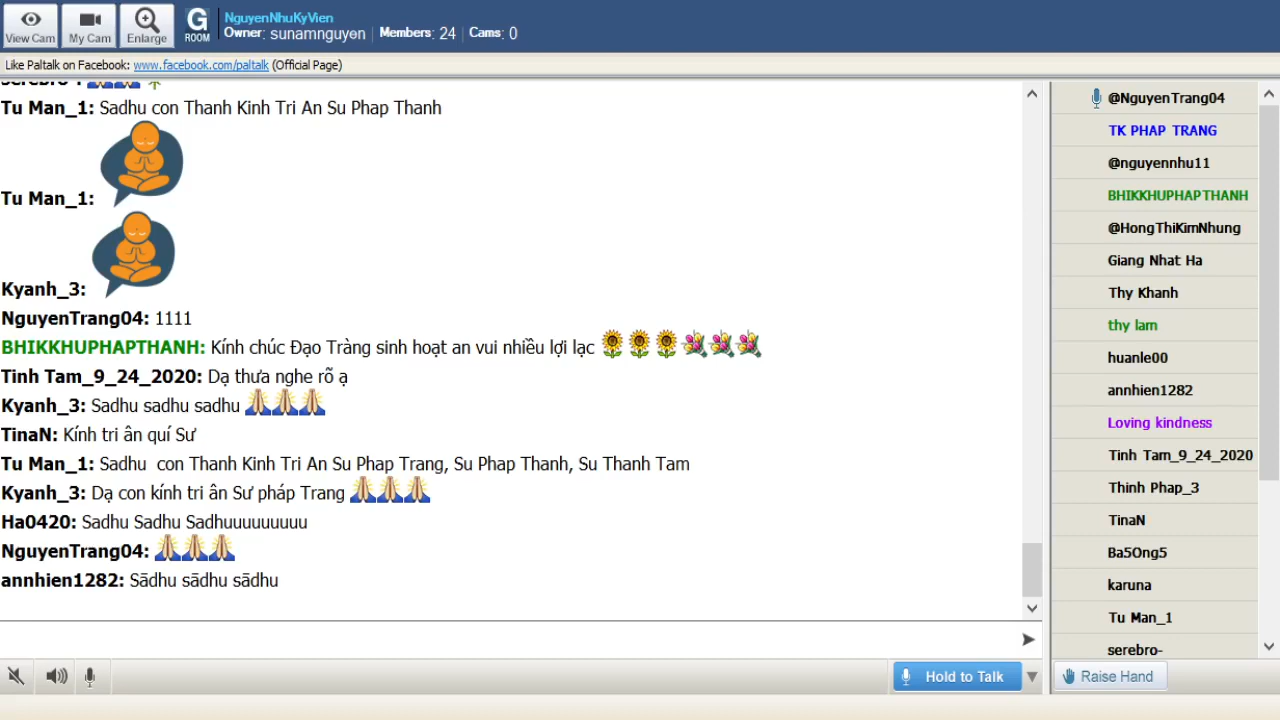 View Cam
My Cam
Enlarge
G
ROOM
NguyenNhuKyVien
Owner: sunamnguyen
Members: 24
Cams: 0
Like Paltalk on Facebook: www.facebook.com/paltalk (Official Page)
serebro-:
Tu Man_1: Sadhu con Thanh Kinh Tri An Su Phap Thanh
Tu Man_1:
Kyanh_3:
NguyenTrang04: 1111
BHIKKHUPHAPTHANH: Kính chúc Đạo Tràng sinh hoạt an vui nhiều lợi lạc
Tinh Tam_9_24_2020: Dạ thưa nghe rõ ạ
Kyanh_3: Sadhu sadhu sadhu
TinaN: Kính tri ân quí Sư
Tu Man_1: Sadhu  con Thanh Kinh Tri An Su Phap Trang, Su Phap Thanh, Su Thanh Tam
Kyanh_3: Dạ con kính tri ân Sư pháp Trang
Ha0420: Sadhu Sadhu Sadhuuuuuuuuu
NguyenTrang04:
annhien1282: Sādhu sādhu sādhu
Hold to Talk
@NguyenTrang04
TK PHAP TRANG
@nguyennhu11
BHIKKHUPHAPTHANH
@HongThiKimNhung
Giang Nhat Ha
Thy Khanh
thy lam
huanle00
annhien1282
Loving kindness
Tinh Tam_9_24_2020
Thinh Phap_3
TinaN
Ba5Ong5
karuna
Tu Man_1
serebro-
Raise Hand